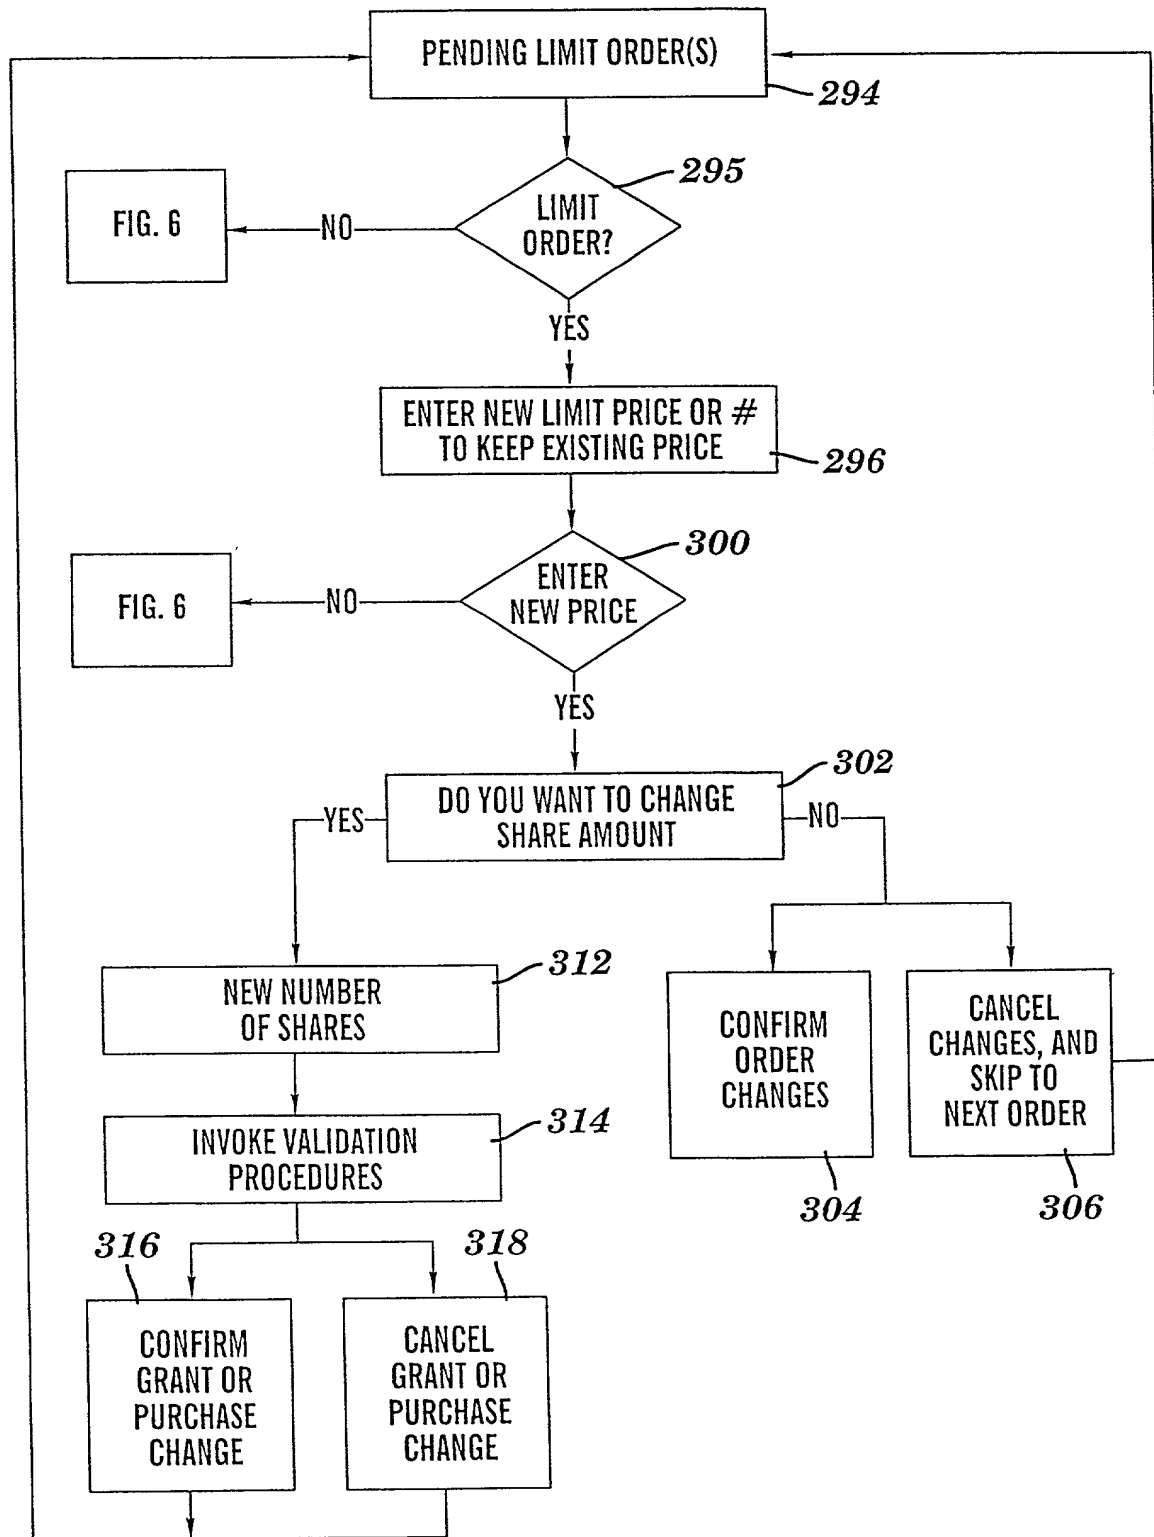 PENDING LIMIT ORDER(S)
294
295
LIMIT
ORDER?
FIG. 6
NO
YES
ENTER NEW LIMIT PRICE OR #
TO KEEP EXISTING PRICE
296
300
ENTER
NEW PRICE
FIG. 6
NO
YES
302
DO YOU WANT TO CHANGE
SHARE AMOUNT
YES
NO
312
NEW NUMBER
OF SHARES
CONFIRM
ORDER
CHANGES
CANCEL
CHANGES, AND
SKIP TO
NEXT ORDER
314
INVOKE VALIDATION
PROCEDURES
304
306
316
318
CONFIRM
GRANT OR
PURCHASE
CHANGE
CANCEL
GRANT OR
PURCHASE
CHANGE